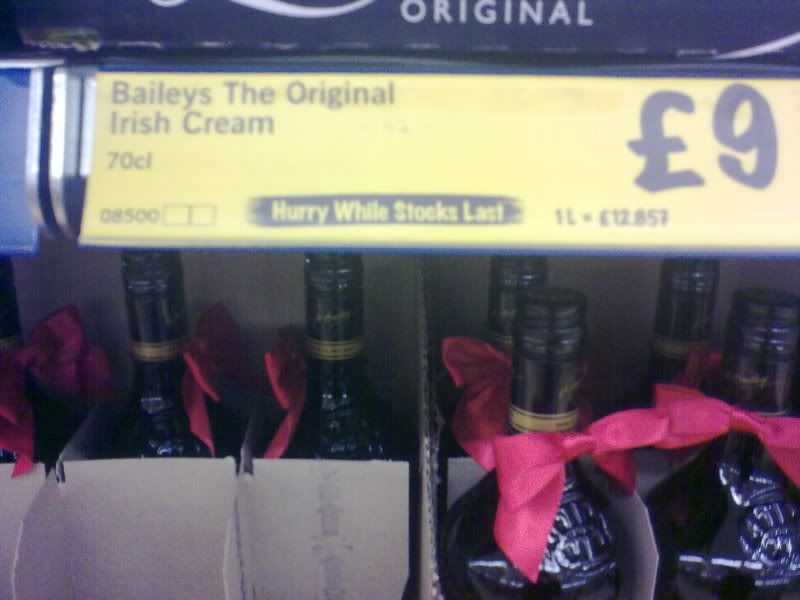 ORIGINAL
Baileys The Original
Irish Cream
£9
70cl
08500
Hurry While Stocks Last
1L = £12.857